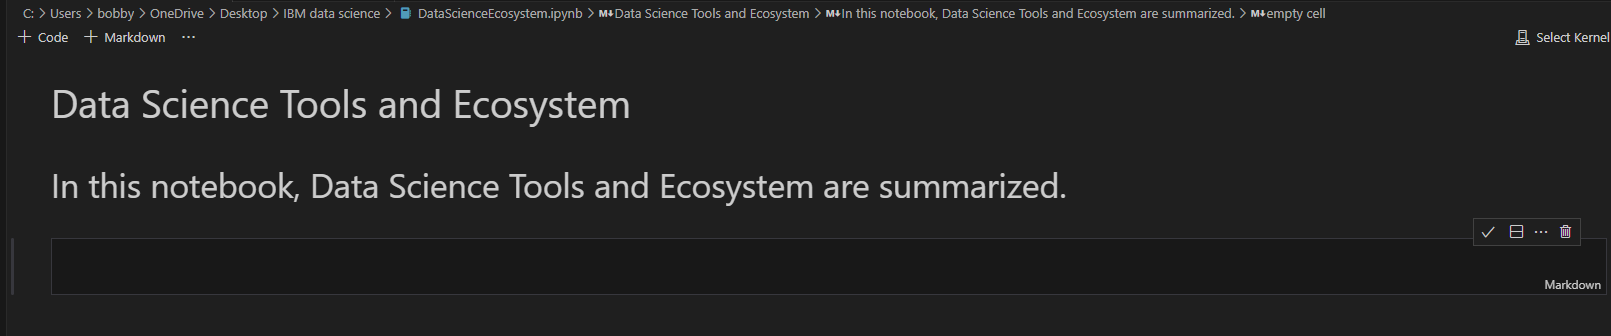 C: > Users > bobby > OneDrive > Desktop > IBM data science > DataScienceEcosystem.ipynb > M↓Data Science Tools and Ecosystem > M↓In this notebook, Data Science Tools and Ecosystem are summarized. > M↓empty cell
+ Code + Markdown ··· Select Kernel
Data Science Tools and Ecosystem
In this notebook, Data Science Tools and Ecosystem are summarized.
Markdown